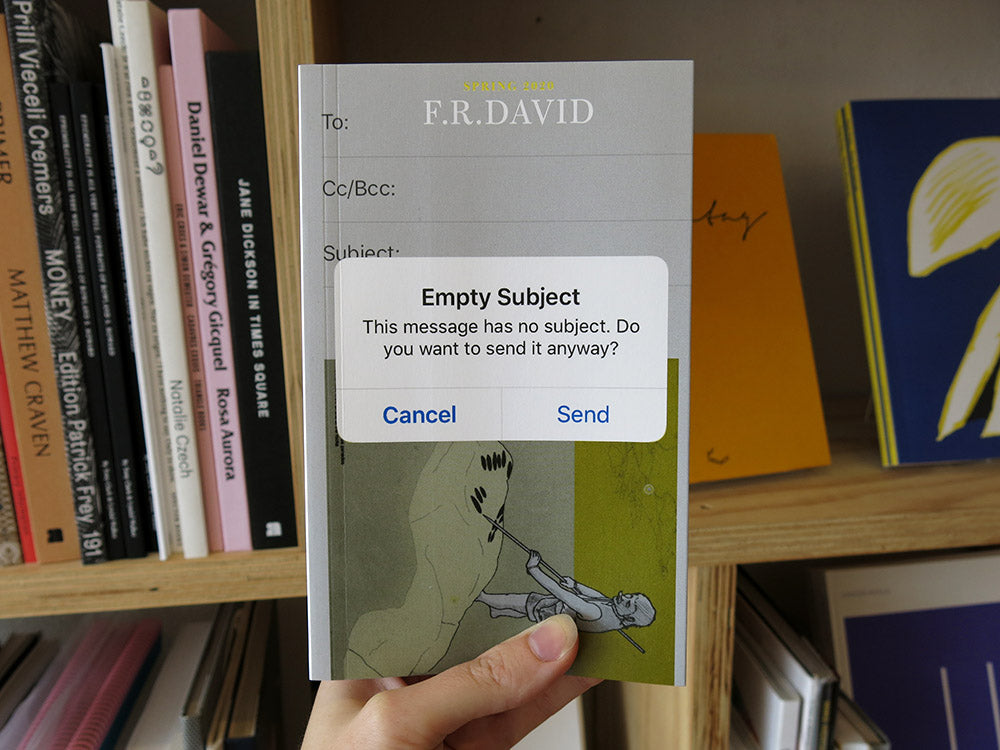 SPRING 2020
F.R.DAVID
To:
Cc/Bcc:
Subject:
Empty Subject
This message has no subject. Do
you want to send it anyway?
Cancel
Send
Prill Vieceli Cremers
MONEY
Edition Patrick Frey
191
MATTHEW CRAVEN
Natalie Czech
Daniel Dewar & Grégory Gicquel
Rosa Aurora
JANE DICKSON IN TIMES SQUARE